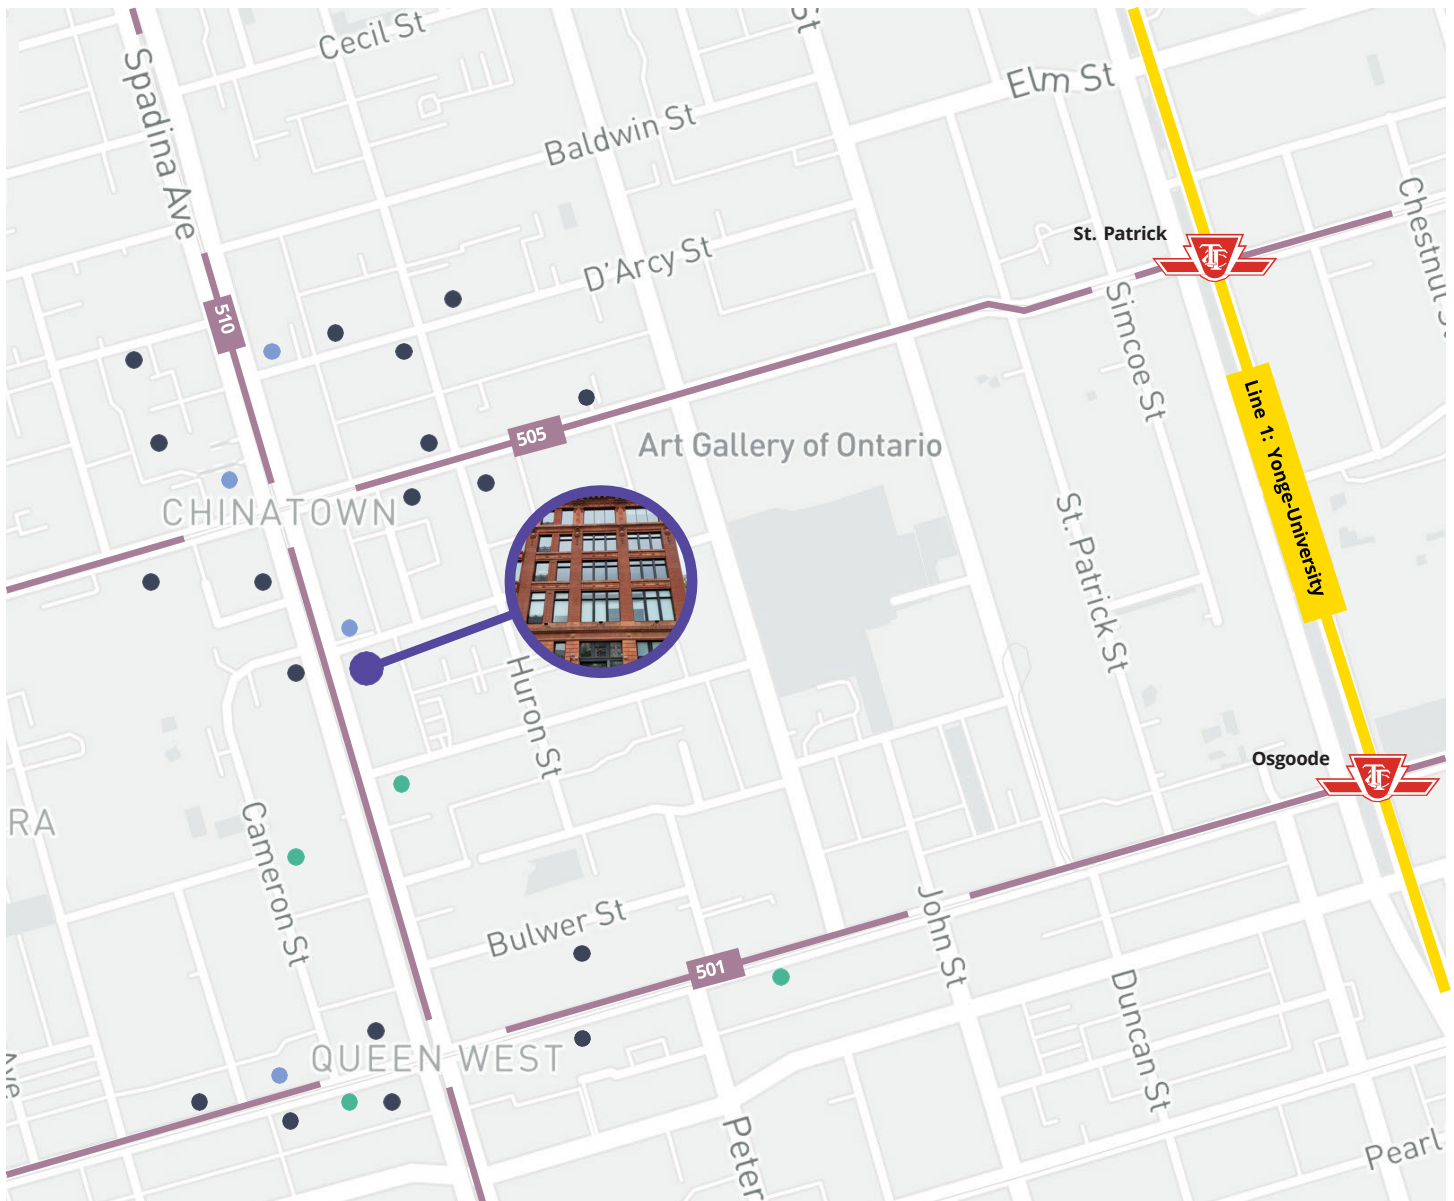 Cecil St
St
Elm St
Spadina Ave
Baldwin St
Chestnut St
St. Patrick
D'Arcy St
510
Simcoe St
Line 1: Yonge-University
505
Art Gallery of Ontario
CHINATOWN
St. Patrick St
Huron St
Osgoode
RA
Cameron St
John St
Bulwer St
501
Duncan St
QUEEN WEST
Ave
Peter
Pearl